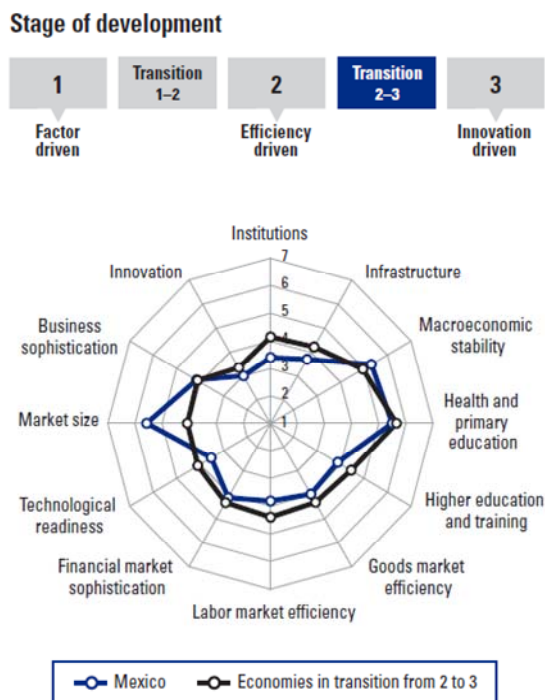 Stage of development
1
Transition
1–2
2
Transition
2–3
3
Factor
driven
Efficiency
driven
Innovation
driven
Institutions
Innovation
Infrastructure
Business
sophistication
Macroeconomic
stability
Market size
Health and
primary
education
Technological
readiness
Higher education
and training
Financial market
sophistication
Goods market
efficiency
Labor market efficiency
7
6
5
4
3
2
1
Mexico
Economies in transition from 2 to 3